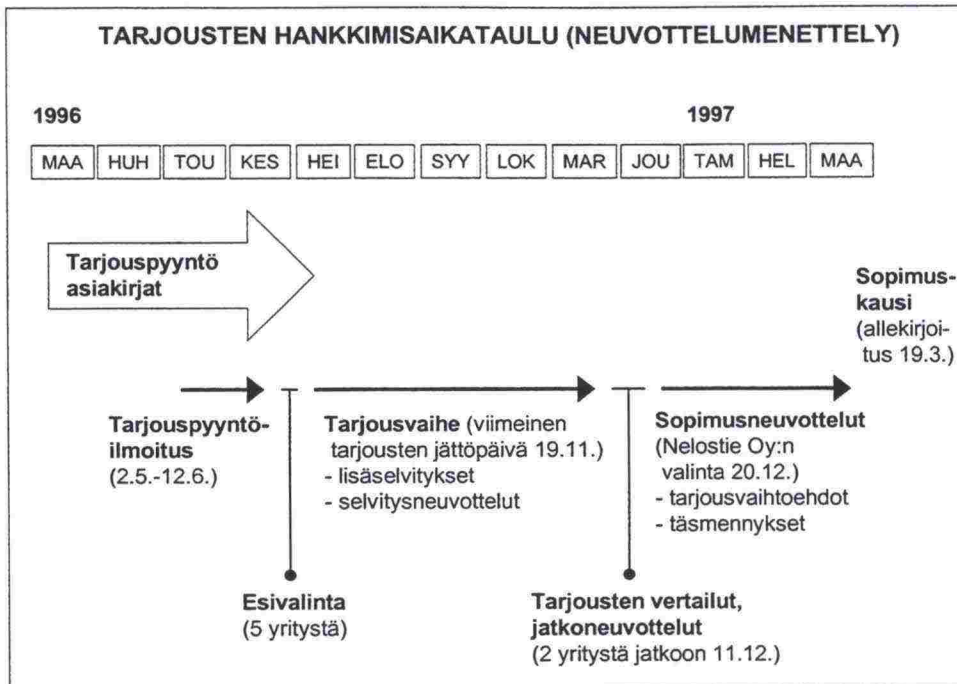 TARJOUSTEN HANKKIMISAIKATAULU (NEUVOTTELUMENETTELY)
1996 1997
MAA HUH TOU KES HEI ELO SYY LOK MAR JOU TAM HEL MAA
Tarjouspyyntö
asiakirjat
Sopimus-
kausi
(allekirjoi-
tus 19.3.)
Tarjouspyyntö-
ilmoitus
(2.5.-12.6.)
Tarjousvaihe (viimeinen
tarjousten jättöpäivä 19.11.)
- lisäselvitykset
- selvitysneuvottelut
Sopimusneuvottelut
(Nelostie Oy:n
valinta 20.12.)
- tarjousvaihtoehdot
- täsmennykset
Esivalinta
(5 yritystä)
Tarjousten vertailut,
jatkoneuvottelut
(2 yritystä jatkoon 11.12.)